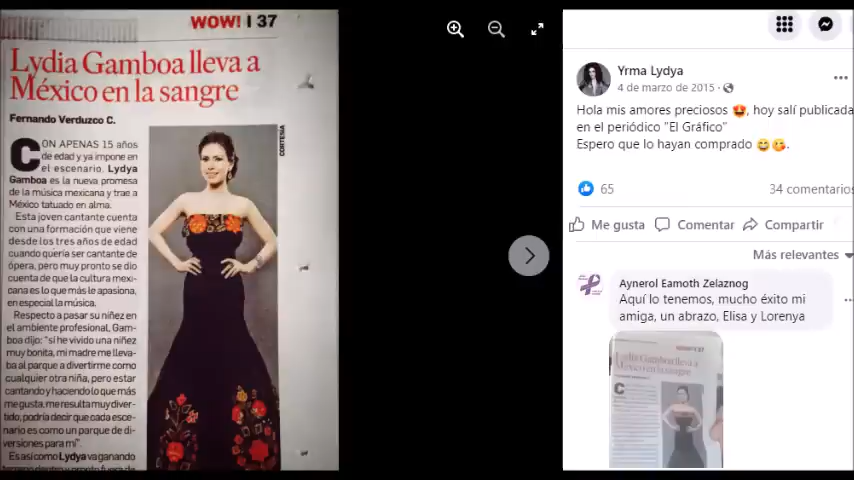 WOW! | 37
Lydia Gamboa lleva a
México en la sangre
Fernando Verduzco C.
CORTESÍA
CON APENAS 15 años
de edad y ya impone en
el escenario, Lydya
Gamboa es la nueva promesa
de la música mexicana y trae a
México tatuado en alma.
Esta joven cantante cuenta
con una formación que viene
desde los tres años de edad
cuando quería ser cantante de
ópera, pero muy pronto se dio
cuenta de que la cultura mexi-
cana es lo que más le apasiona,
en especial la música.
Respecto a pasar su niñez en
el ambiente profesional, Gam-
boa dijo: "sí he vivido una niñez
muy bonita, mi madre me lleva-
ba al parque a divertirme como
cualquier otra niña, pero estar
cantando y haciendo lo que más
me gusta, me resulta muy diver-
tido, podría decir que cada esce-
nario es como un parque de di-
versiones para mí".
Es así como Lydya va ganando
Yrma Lydya
4 de marzo de 2015
Hola mis amores preciosos 😍, hoy salí publicada
en el periódico "El Gráfico"
Espero que lo hayan comprado 😄😘.
65
34 comentarios
Me gusta
Comentar
Compartir
Más relevantes
Aynerol Eamoth Zelaznog
Aquí lo tenemos, mucho éxito mi
amiga, un abrazo, Elisa y Lorenya
Lydia Gamboa lleva a
México en la sangre